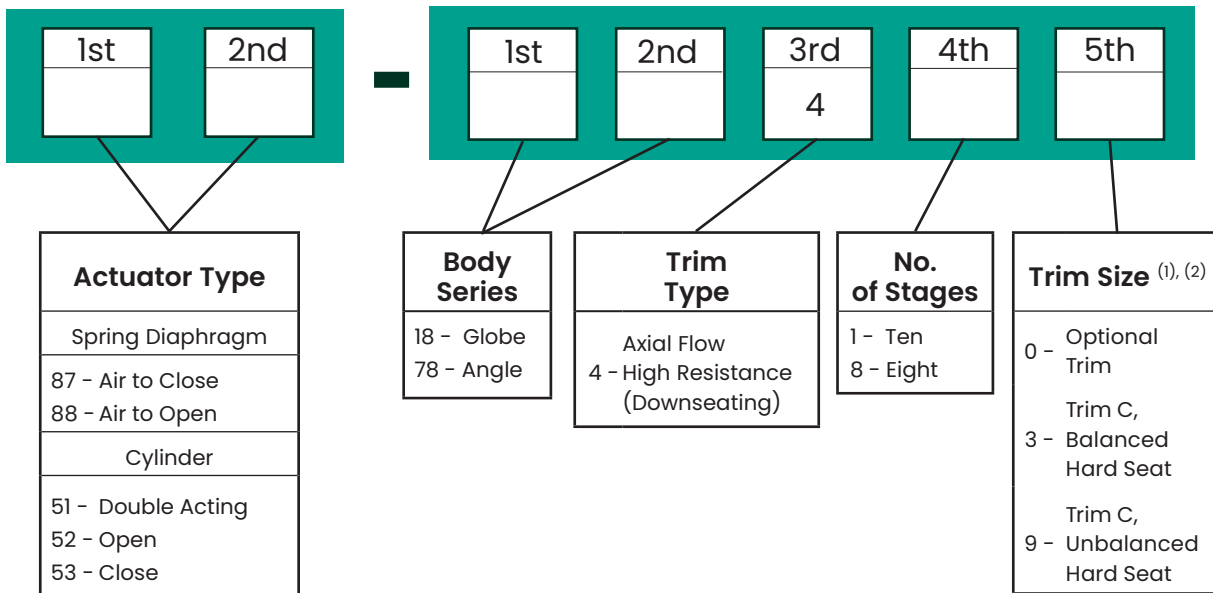 1st 2nd - 1st 2nd 3rd 4th 5th
4
Actuator Type
Spring Diaphragm
87 - Air to Close
88 - Air to Open
Cylinder
51 - Double Acting
52 - Open
53 - Close
Body
Series
18 - Globe
78 - Angle
Trim
Type
Axial Flow
4 - High Resistance
(Downseating)
No.
of Stages
1 - Ten
8 - Eight
Trim Size (1), (2)
0 - Optional
Trim
Trim C,
3 - Balanced
Hard Seat
Trim C,
9 - Unbalanced
Hard Seat